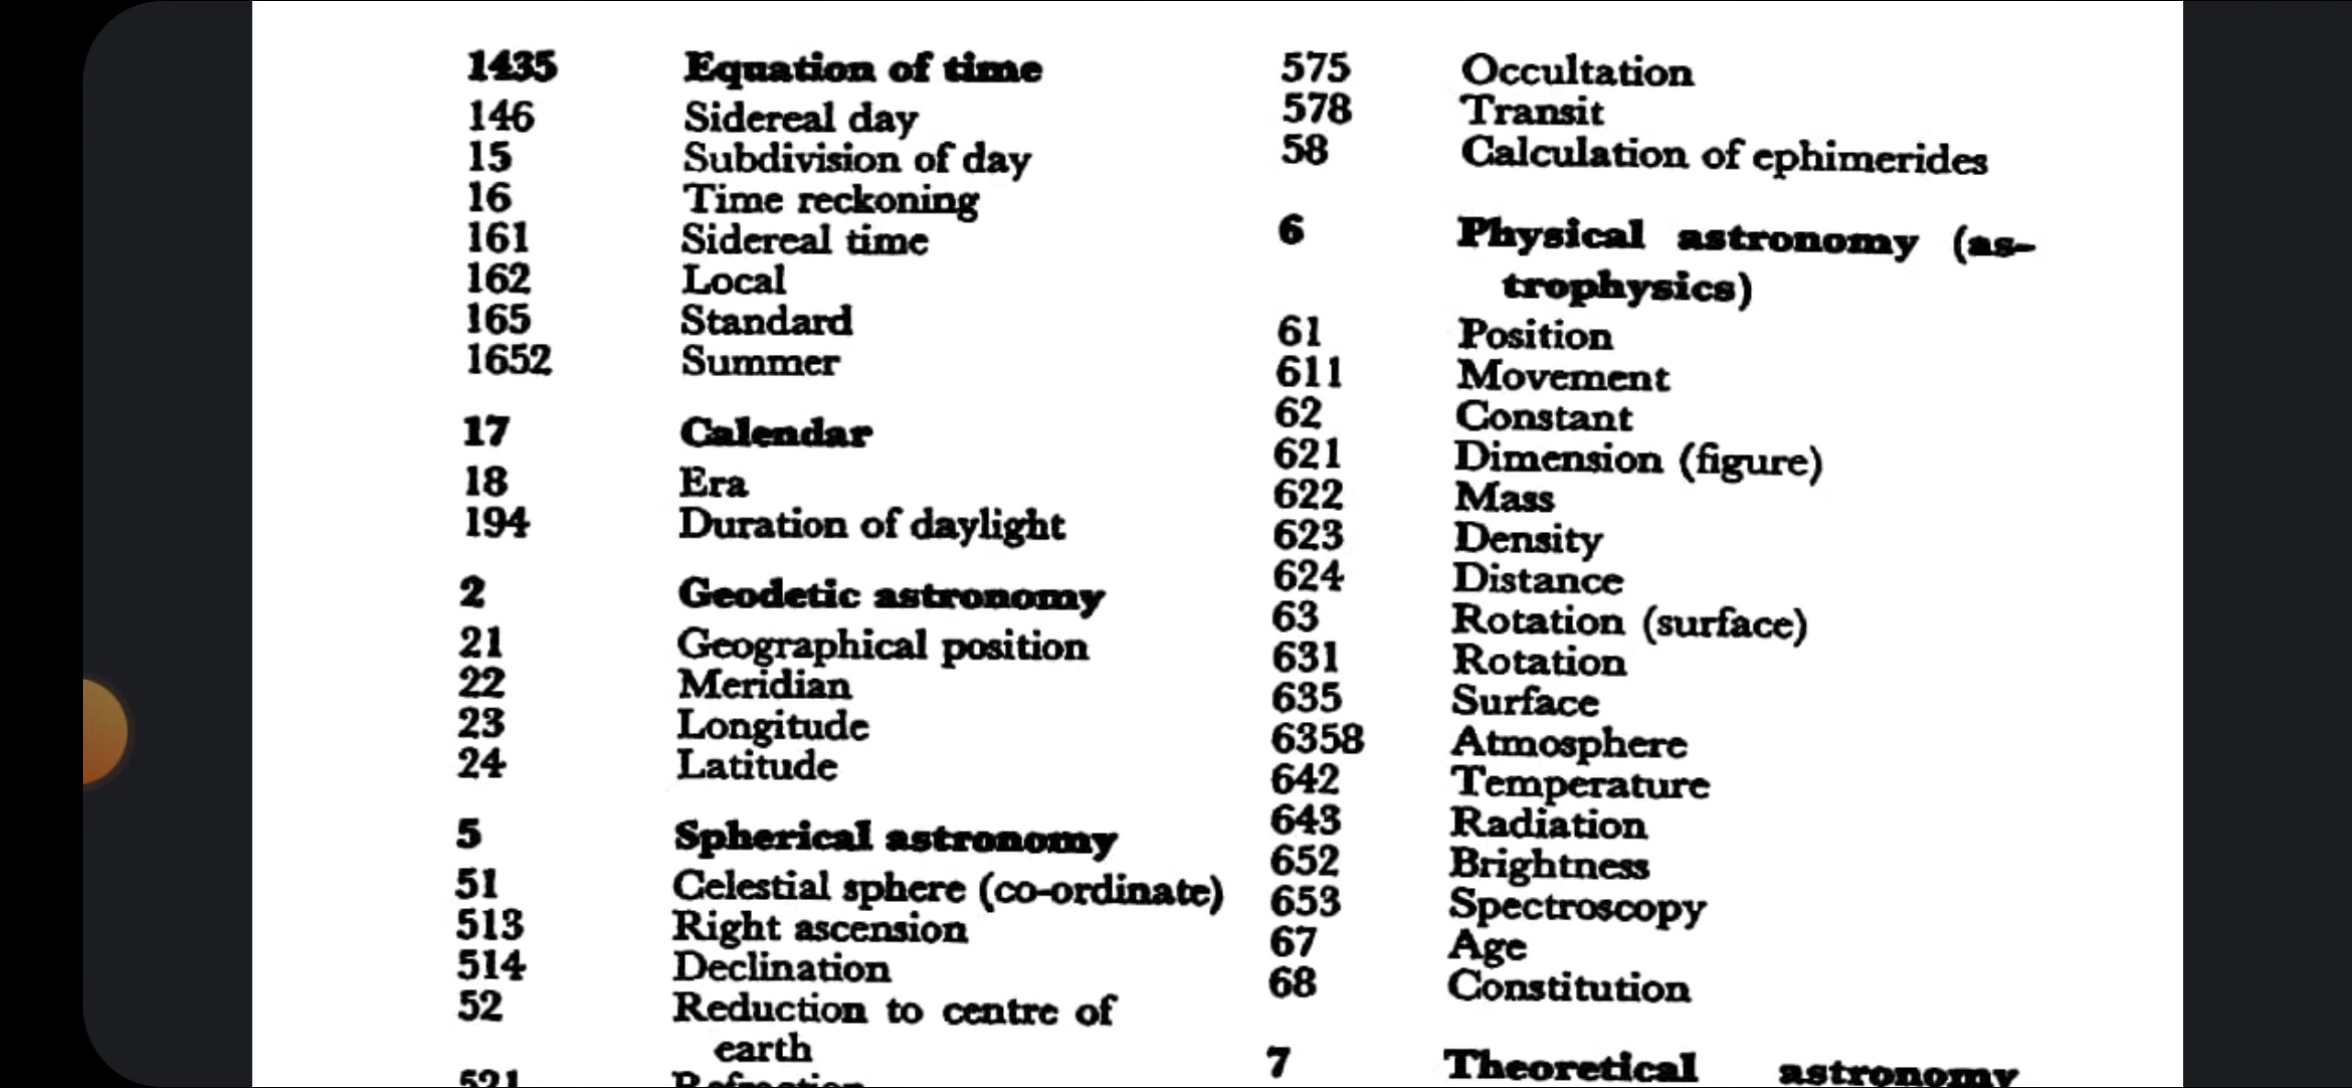 1435 Equation of time
146 Sidereal day
15 Subdivision of day
16 Time reckoning
161 Sidereal time
162 Local
165 Standard
1652 Summer
17 Calendar
18 Era
194 Duration of daylight
2 Geodetic astronomy
21 Geographical position
22 Meridian
23 Longitude
24 Latitude
5 Spherical astronomy
51 Celestial sphere (co-ordinate)
513 Right ascension
514 Declination
52 Reduction to centre of
earth
521 Refraction
575 Occultation
578 Transit
58 Calculation of ephimerides
6 Physical astronomy (as-
trophysics)
61 Position
611 Movement
62 Constant
621 Dimension (figure)
622 Mass
623 Density
624 Distance
63 Rotation (surface)
631 Rotation
635 Surface
6358 Atmosphere
642 Temperature
643 Radiation
652 Brightness
653 Spectroscopy
67 Age
68 Constitution
7 Theoretical astronomy